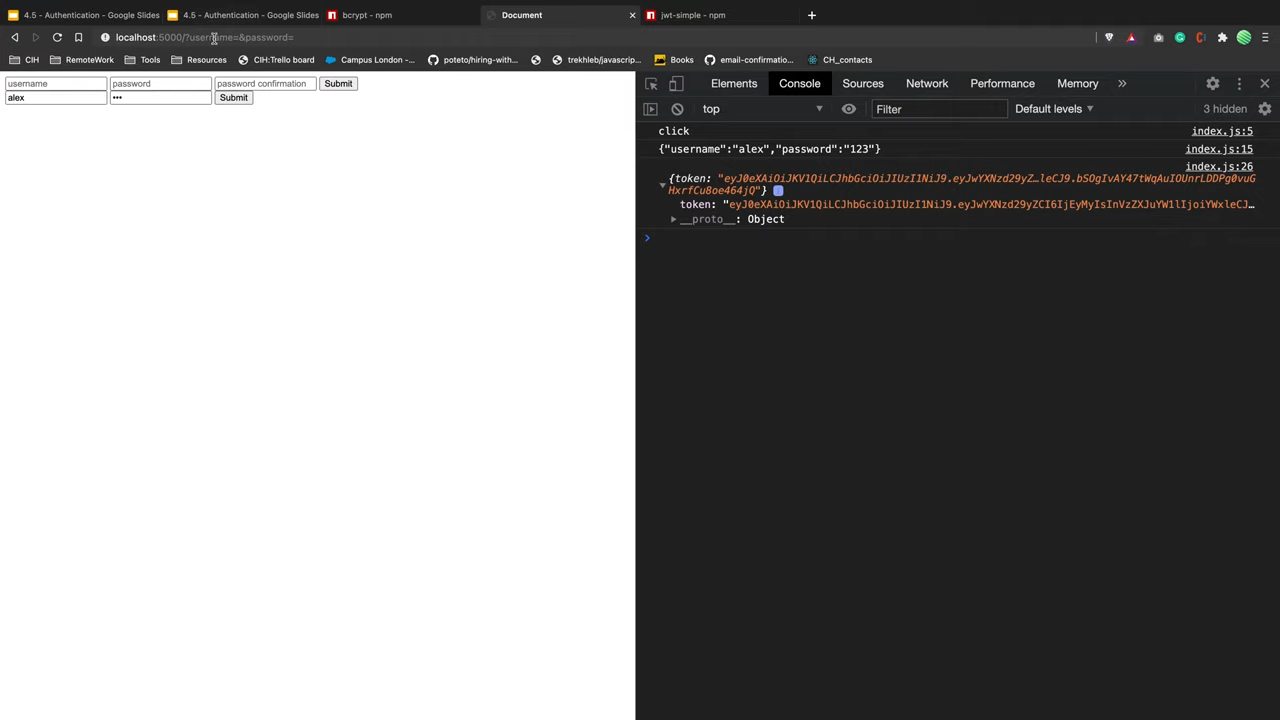 4.5 - Authentication - Google Slides
4.5 - Authentication - Google Slides
bcrypt - npm
Document
jwt-simple - npm
localhost:5000/?username=&password=
CIH
RemoteWork
Tools
Resources
CIH:Trello board
Campus London -...
poteto/hiring-with...
trekhleb/javascrip...
Books
email-confirmatio...
CH_contacts
username password password confirmation Submit
alex ••• Submit
Elements Console Sources Network Performance Memory
top Filter Default levels 3 hidden
click index.js:5
{"username":"alex","password":"123"} index.js:15
index.js:26
{token: "eyJ0eXAiOiJKV1QiLCJhbGciOiJIUzI1NiJ9.eyJwYXNzd29yZ…leCJ9.bSOgIvAY47tWqAuIOUnrLDDPg0vuG
HxrfCu8oe464jQ"}
token: "eyJ0eXAiOiJKV1QiLCJhbGciOiJIUzI1NiJ9.eyJwYXNzd29yZCI6IjEyMyIsInVzZXJuYW1lIjoiYWxleCJ…
__proto__: Object